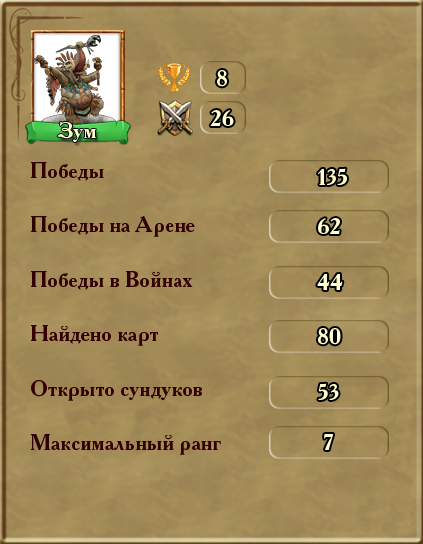 8
Зум
26
Победы 135
Победы на Арене 62
Победы в Войнах 44
Найдено карт 80
Открыто сундуков 53
Максимальный ранг 7